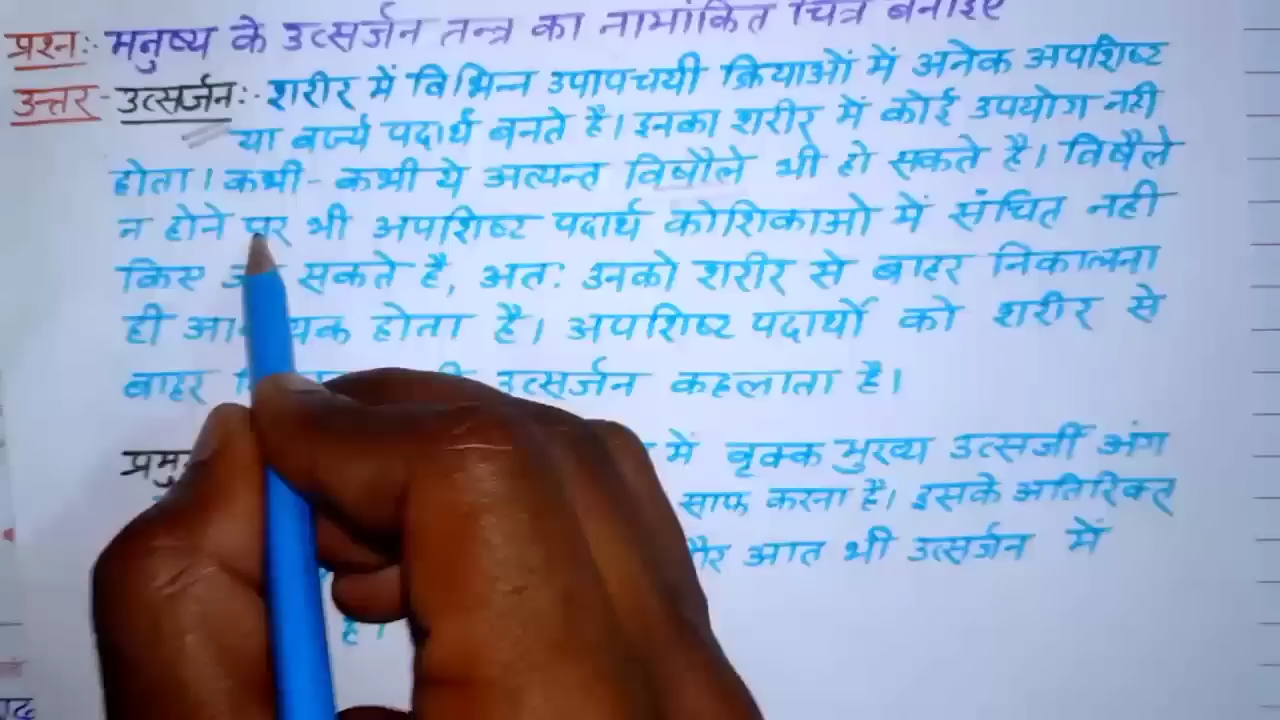 प्रश्न:- मनुष्य के उत्सर्जन तन्त्र का नामांकित चित्र बनाइए
उत्तर- उत्सर्जन:- शरीर में विभिन्न उपापचयी क्रियाओं में अनेक अपशिष्ट
या वर्ज्य पदार्थ बनते है। इनका शरीर में कोई उपयोग नही
होता। कभी - कभी ये अत्यन्त विषैले भी हो सकते है। विषैले
न होने पर भी अपशिष्ट पदार्थ कोशिकाओ में संचित नही
किए सकते है, अत: उनको शरीर से बाहर निकालना
ही होता है। अपशिष्ट पदार्थो को शरीर से
बाहर उत्सर्जन कहलाता है।
में वृक्क मुख्य उत्सर्जी अंग
साफ करना है। इसके अतिरिक्त
आत भी उत्सर्जन में
है।